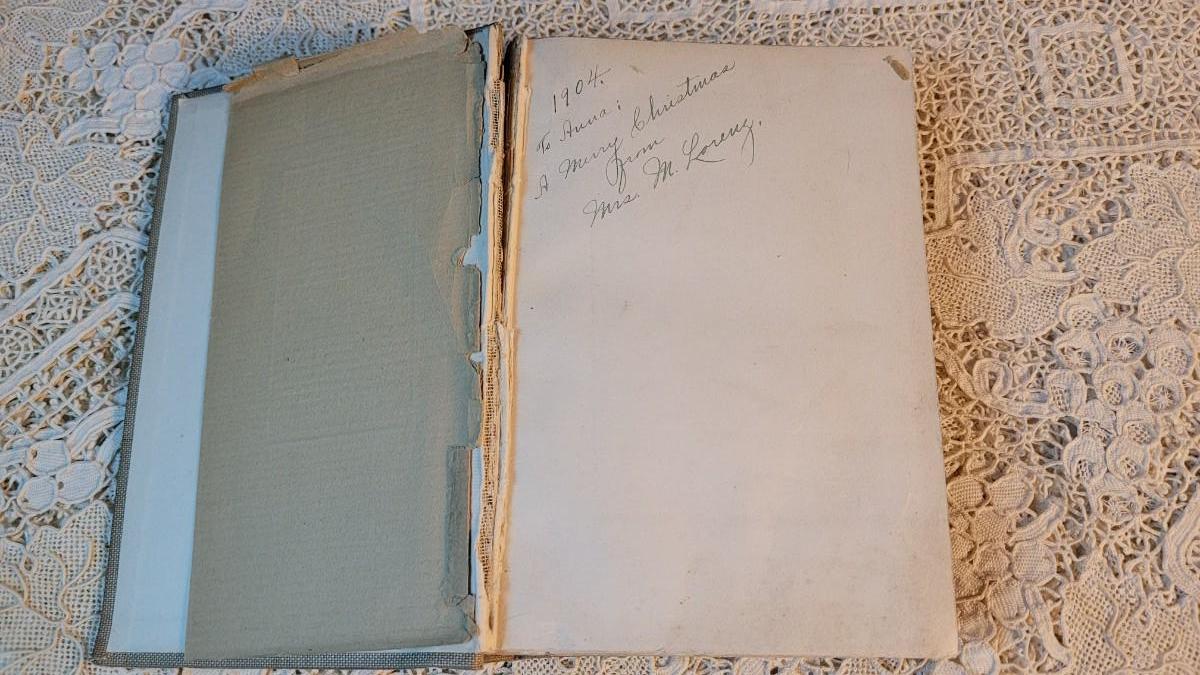 1904.
To Anna:
A Merry Christmas
from
Mrs. M. Lorenz.